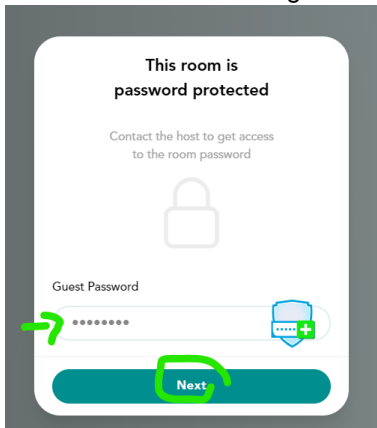 This room is
password protected
Contact the host to get access
to the room password
Guest Password
••••••••
Next